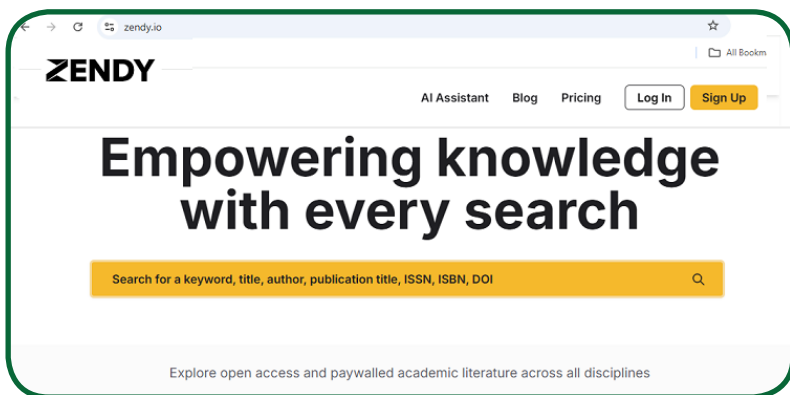 zendy.io
All Bookm
ZENDY
AI Assistant Blog Pricing Log In Sign Up
Empowering knowledge
with every search
Search for a keyword, title, author, publication title, ISSN, ISBN, DOI
Explore open access and paywalled academic literature across all disciplines